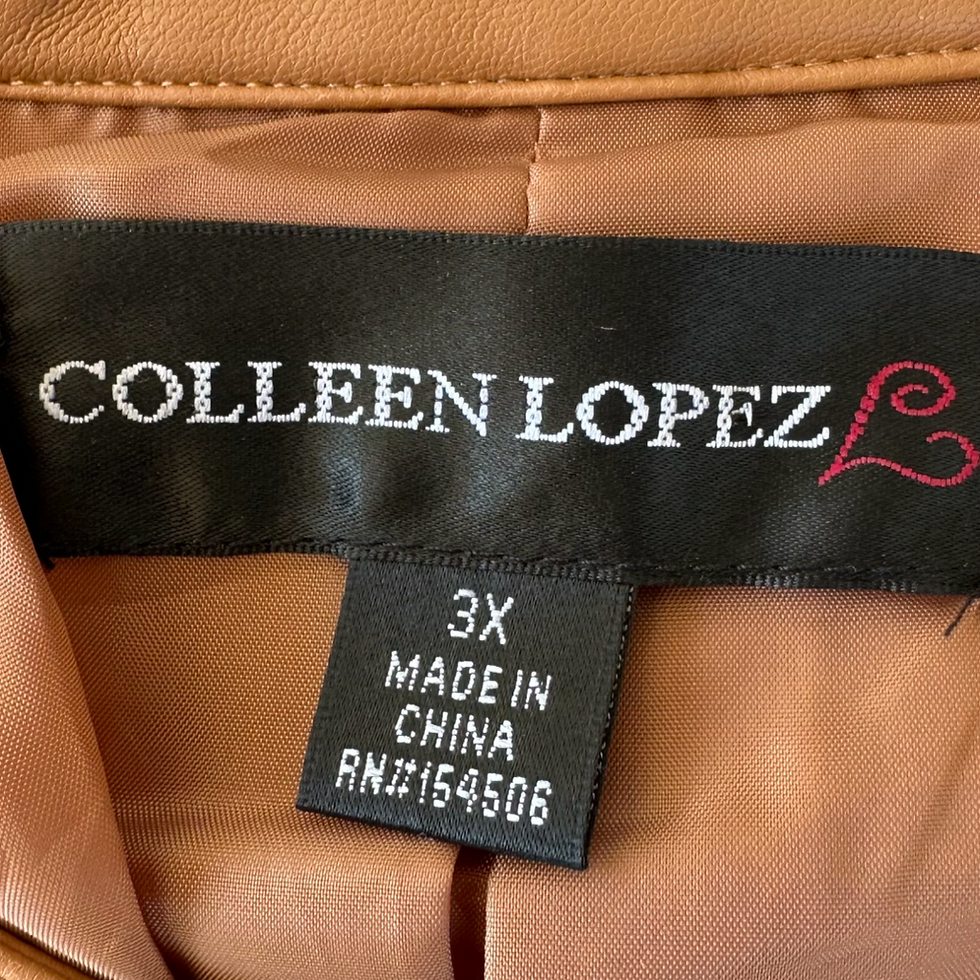 COLLEEN LOPEZ L
3X
MADE IN
CHINA
RN#154506